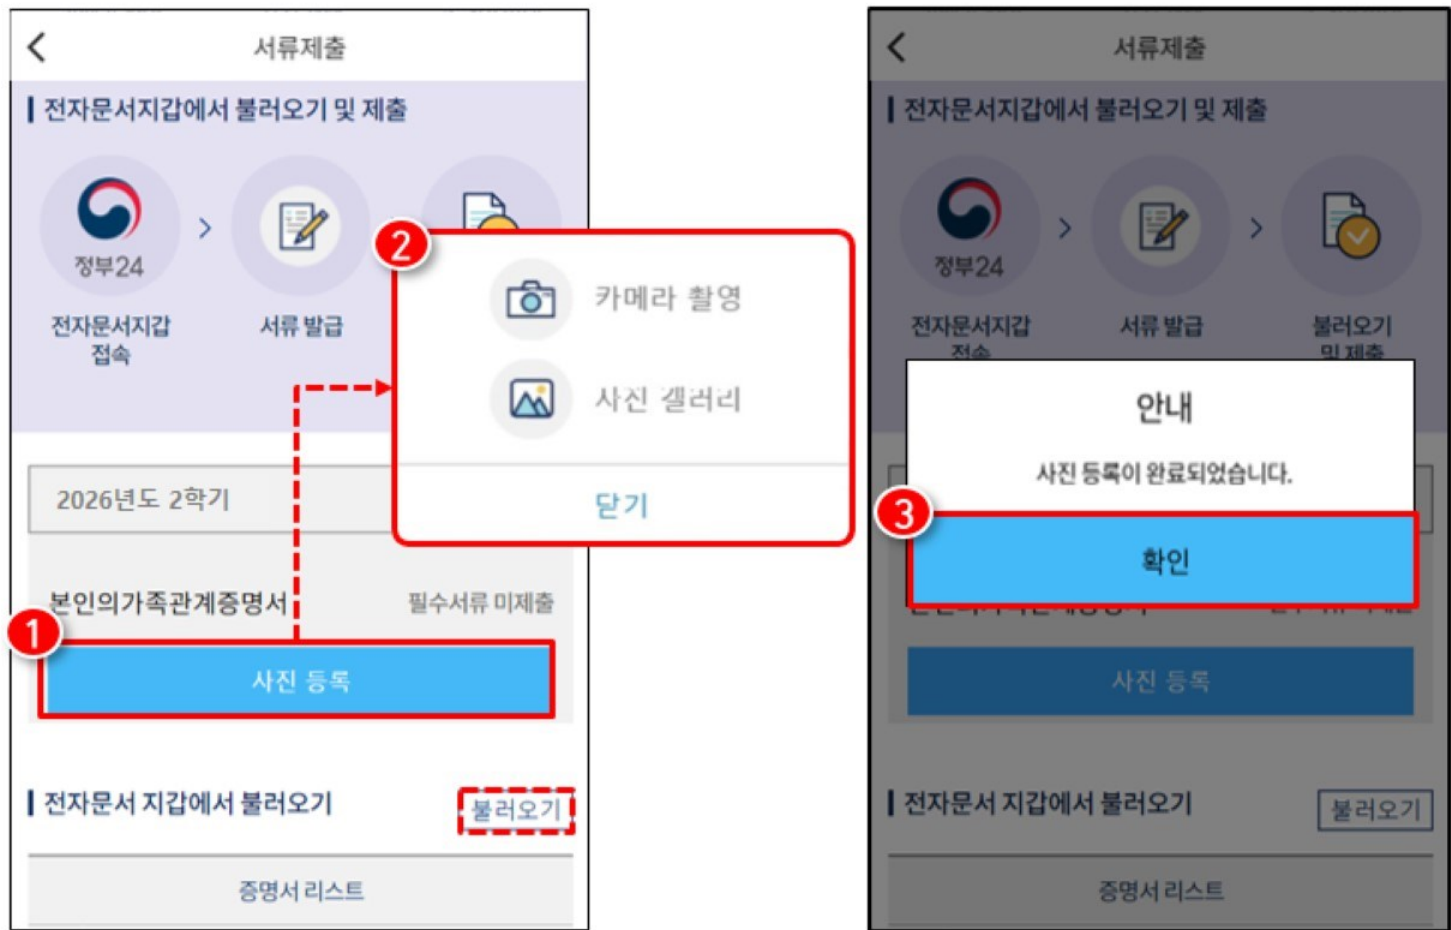 서류제출
전자문서지갑에서 불러오기 및 제출
정부24
전자문서지갑
접속
서류 발급
2
카메라 촬영
사진 갤러리
닫기
2026년도 2학기
본인의가족관계증명서
필수서류 미제출
1
사진 등록
전자문서 지갑에서 불러오기
불러오기
증명서 리스트
서류제출
전자문서지갑에서 불러오기 및 제출
정부24
전자문서지갑
접속
서류 발급
불러오기
및 제출
안내
사진 등록이 완료되었습니다.
3
확인
사진 등록
전자문서 지갑에서 불러오기
불러오기
증명서 리스트